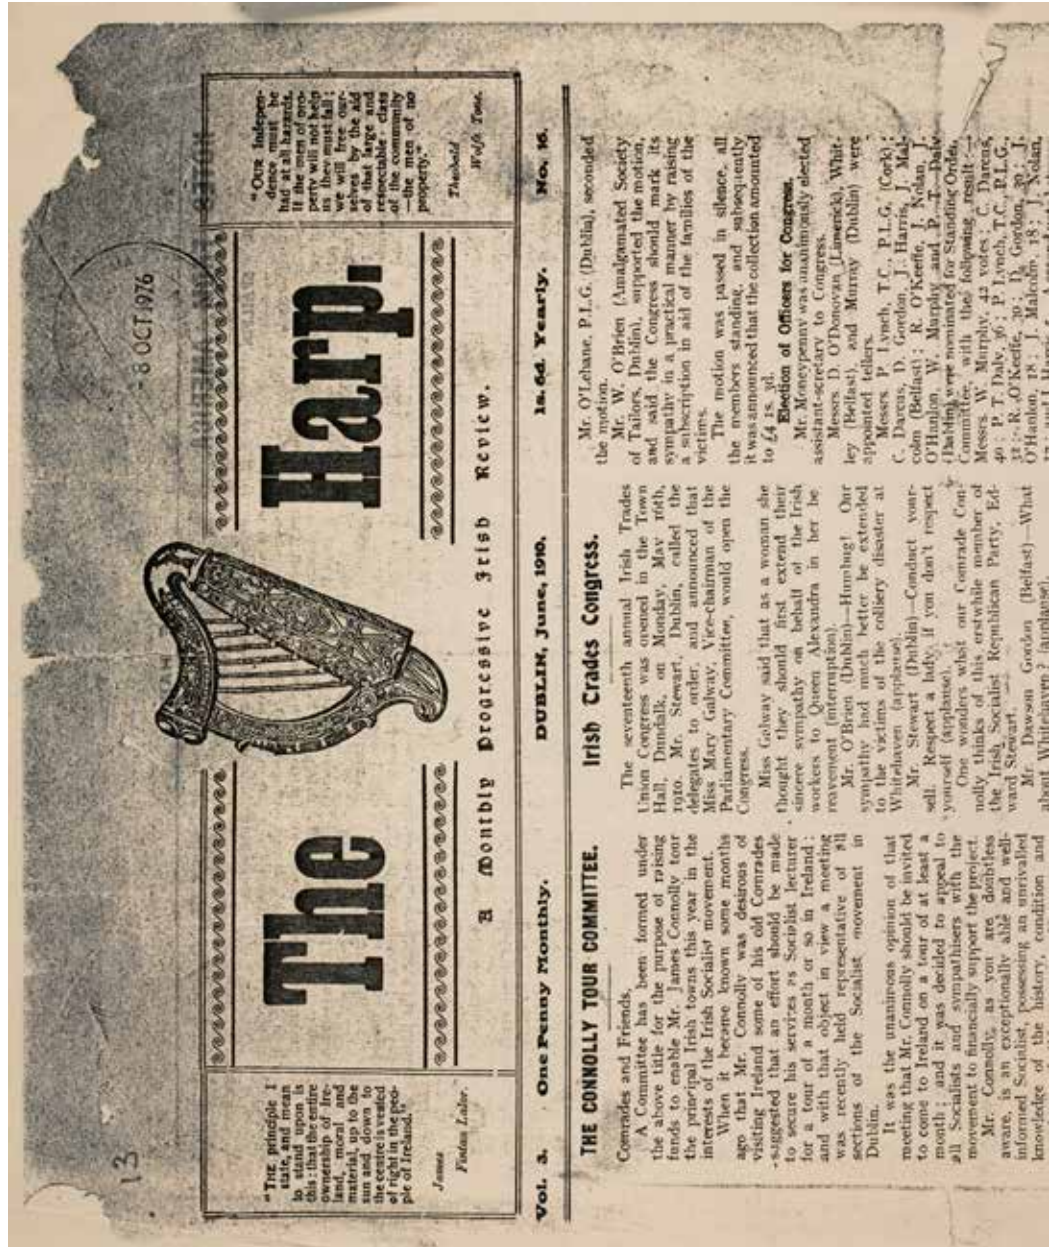 13
- 8 OCT 1976
"THE principle I
state, and mean
to stand upon is
this: that the entire
ownership of Ire-
land, moral and
material, up to the
sun and down to
the centre is vested
of right in the peo-
ple of Ireland."
James
Fintan Lalor.
The Harp.
A Monthly Progressive Irish Review.
"OUR Indepen-
dence must be
had at all hazards.
If the men of pro-
perty will not help
us they must fall;
we will free our-
selves by the aid
of that large and
respectable class
of the community
—the men of no
property."
Theobald
Wolfe Tone.
Vol. 3. One Penny Monthly. DUBLIN, June, 1910. 1s. 6d. Yearly. No. 16.
THE CONNOLLY TOUR COMMITTEE.
Comrades and Friends,
A Committee has been formed under
the above title for the purpose of raising
funds to enable Mr. James Connolly tour
the principal Irish towns this year in the
interests of the Irish Socialist movement.
When it became known some months
ago that Mr. Connolly was desirous of
visiting Ireland some of his old Comrades
suggested that an effort should be made
to secure his services as Socialist lecturer
for a tour of a month or so in Ireland;
and with that object in view a meeting
was recently held representative of all
sections of the Socialist movement in
Dublin.
It was the unanimous opinion of that
meeting that Mr. Connolly should be invited
to come to Ireland on a tour of at least a
month; and it was decided to appeal to
all Socialists and sympathisers with the
movement to financially support the project.
Mr. Connolly, as you are doubtless
aware, is an exceptionally able and well-
informed Socialist, possessing an unrivalled
knowledge of the history, condition and
Irish Trades Congress.
The seventeenth annual Irish Trades
Union Congress was opened in the Town
Hall, Dundalk, on Monday, May 16th,
1910. Mr. Stewart, Dublin, called the
delegates to order, and announced that
Miss Mary Galway, Vice-chairman of the
Parliamentary Committee, would open the
Congress.
Miss Galway said that as a woman she
thought they should first extend their
sincere sympathy on behalf of the Irish
workers to Queen Alexandra in her be
reavement (interruption).
Mr. O'Brien (Dublin)—Humbug! Our
sympathy had much better be extended
to the victims of the colliery disaster at
Whitehaven (applause).
Mr. Stewart (Dublin)—Conduct your-
self. Respect a lady if you don't respect
yourself (applause).
One wonders what our Comrade Con-
nolly thinks of this erstwhile member of
the Irish Socialist Republican Party, Ed-
ward Stewart.
Mr. Dawson Gordon (Belfast)—What
about Whitehaven? (applause).
Mr. O'Lehane, P.L.G. (Dublin), seconded
the motion.
Mr. W. O'Brien (Amalgamated Society
of Tailors, Dublin), supported the motion,
and said the Congress should mark its
sympathy in a practical manner by raising
a subscription in aid of the families of the
victims.
The motion was passed in silence, all
the members standing, and subsequently
it was announced that the collection amounted
to £4 1s. 3d.
Election of Officers for Congress.
Mr. Moneypenny was unanimously elected
assistant-scretary to Congress.
Messrs D. O'Donovan (Limerick), Whit-
ley (Belfast), and Murray (Dublin) were
appointed tellers.
Messrs P. Lynch, T.C., P.L.G. (Cork);
C. Darcus, D. Gordon, J. Harris, J. Mal-
colm (Belfast); R. O'Keeffe, J. Nolan, J.
O'Hanlon, W. Murphy and P. T. Daly
(Dublin) were nominated for Standing Order
Committee, with the following result:—
Messrs. W. Murphy, 42 votes; C. Darcus,
40; P. T. Daly, 36; P. Lynch, T.C., P.L.G.,
32; R. O'Keeffe, 30; D. Gordon, 30; J.
O'Hanlon, 18; J. Malcolm, 18; J. Nolan,